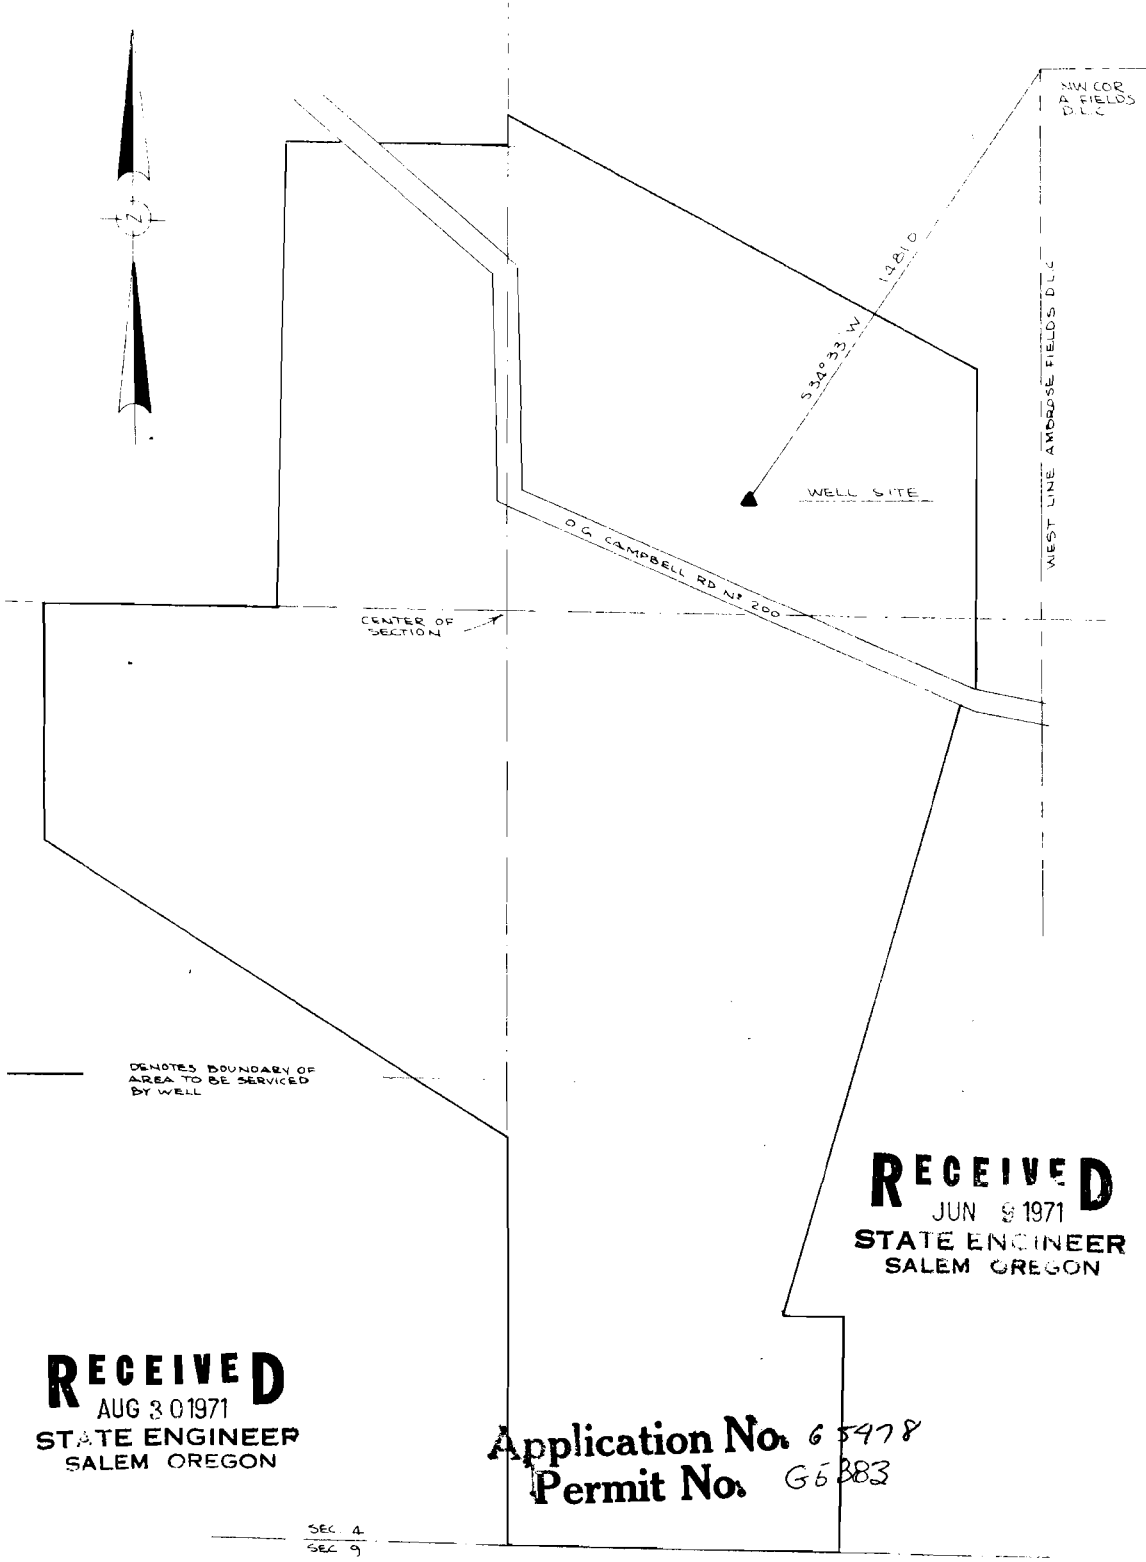 NW COR
A FIELDS
D.L.C
N
S 34° 33' W 1481.0
WEST LINE AMBROSE FIELDS D.L.C
WELL SITE
O G CAMPBELL RD Nº 200
CENTER OF
SECTION
DENOTES BOUNDARY OF
AREA TO BE SERVICED
BY WELL
RECEIVED
JUN 9 1971
STATE ENGINEER
SALEM OREGON
RECEIVED
AUG 30 1971
STATE ENGINEER
SALEM OREGON
Application No. G 5478
Permit No. G5383
SEC. 4
SEC 9